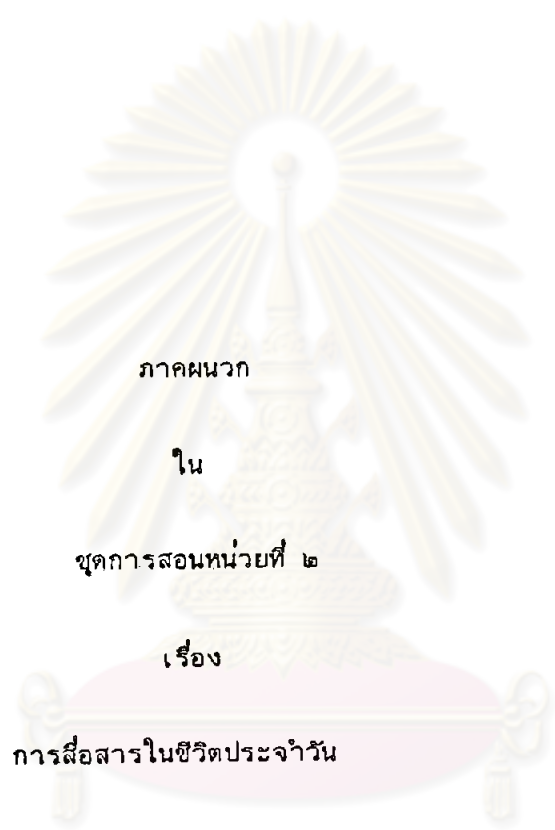 ภาคผนวก
ใน
ชุดการสอนหน่วยที่ ๒
เรื่อง
การสื่อสารในชีวิตประจำวัน